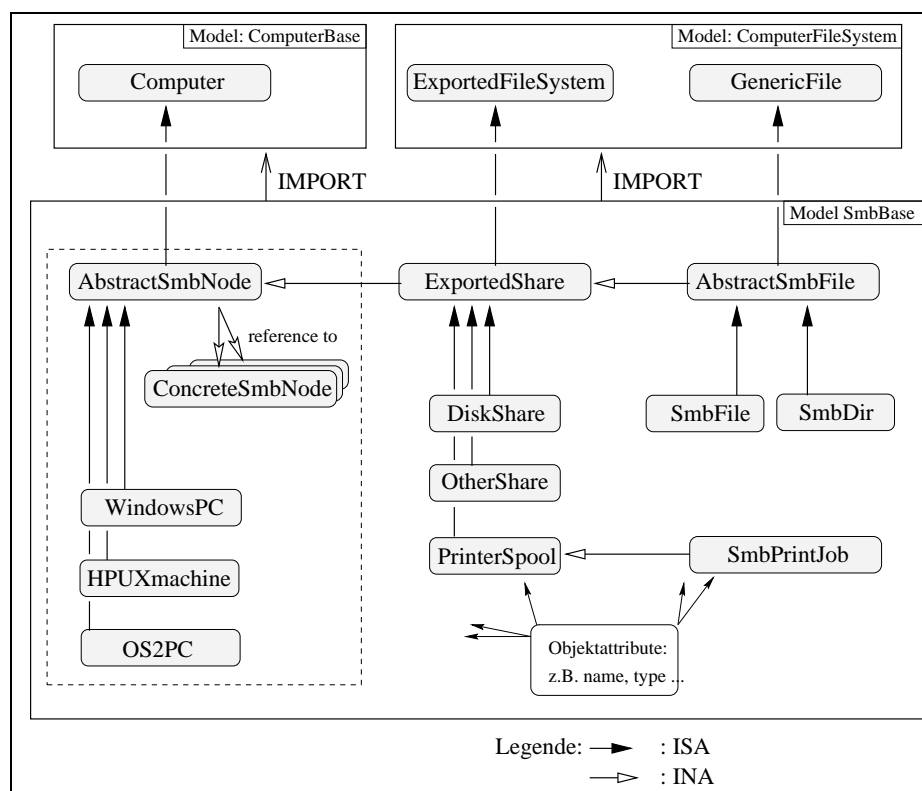 Model: ComputerBase
Model: ComputerFileSystem
Computer
ExportedFileSystem
GenericFile
IMPORT
IMPORT
Model SmbBase
AbstractSmbNode
ExportedShare
AbstractSmbFile
reference to
ConcreteSmbNode
DiskShare
SmbFile
SmbDir
OtherShare
WindowsPC
PrinterSpool
SmbPrintJob
HPUXmachine
OS2PC
Objektattribute:
z.B. name, type ...
Legende: : ISA
: INA